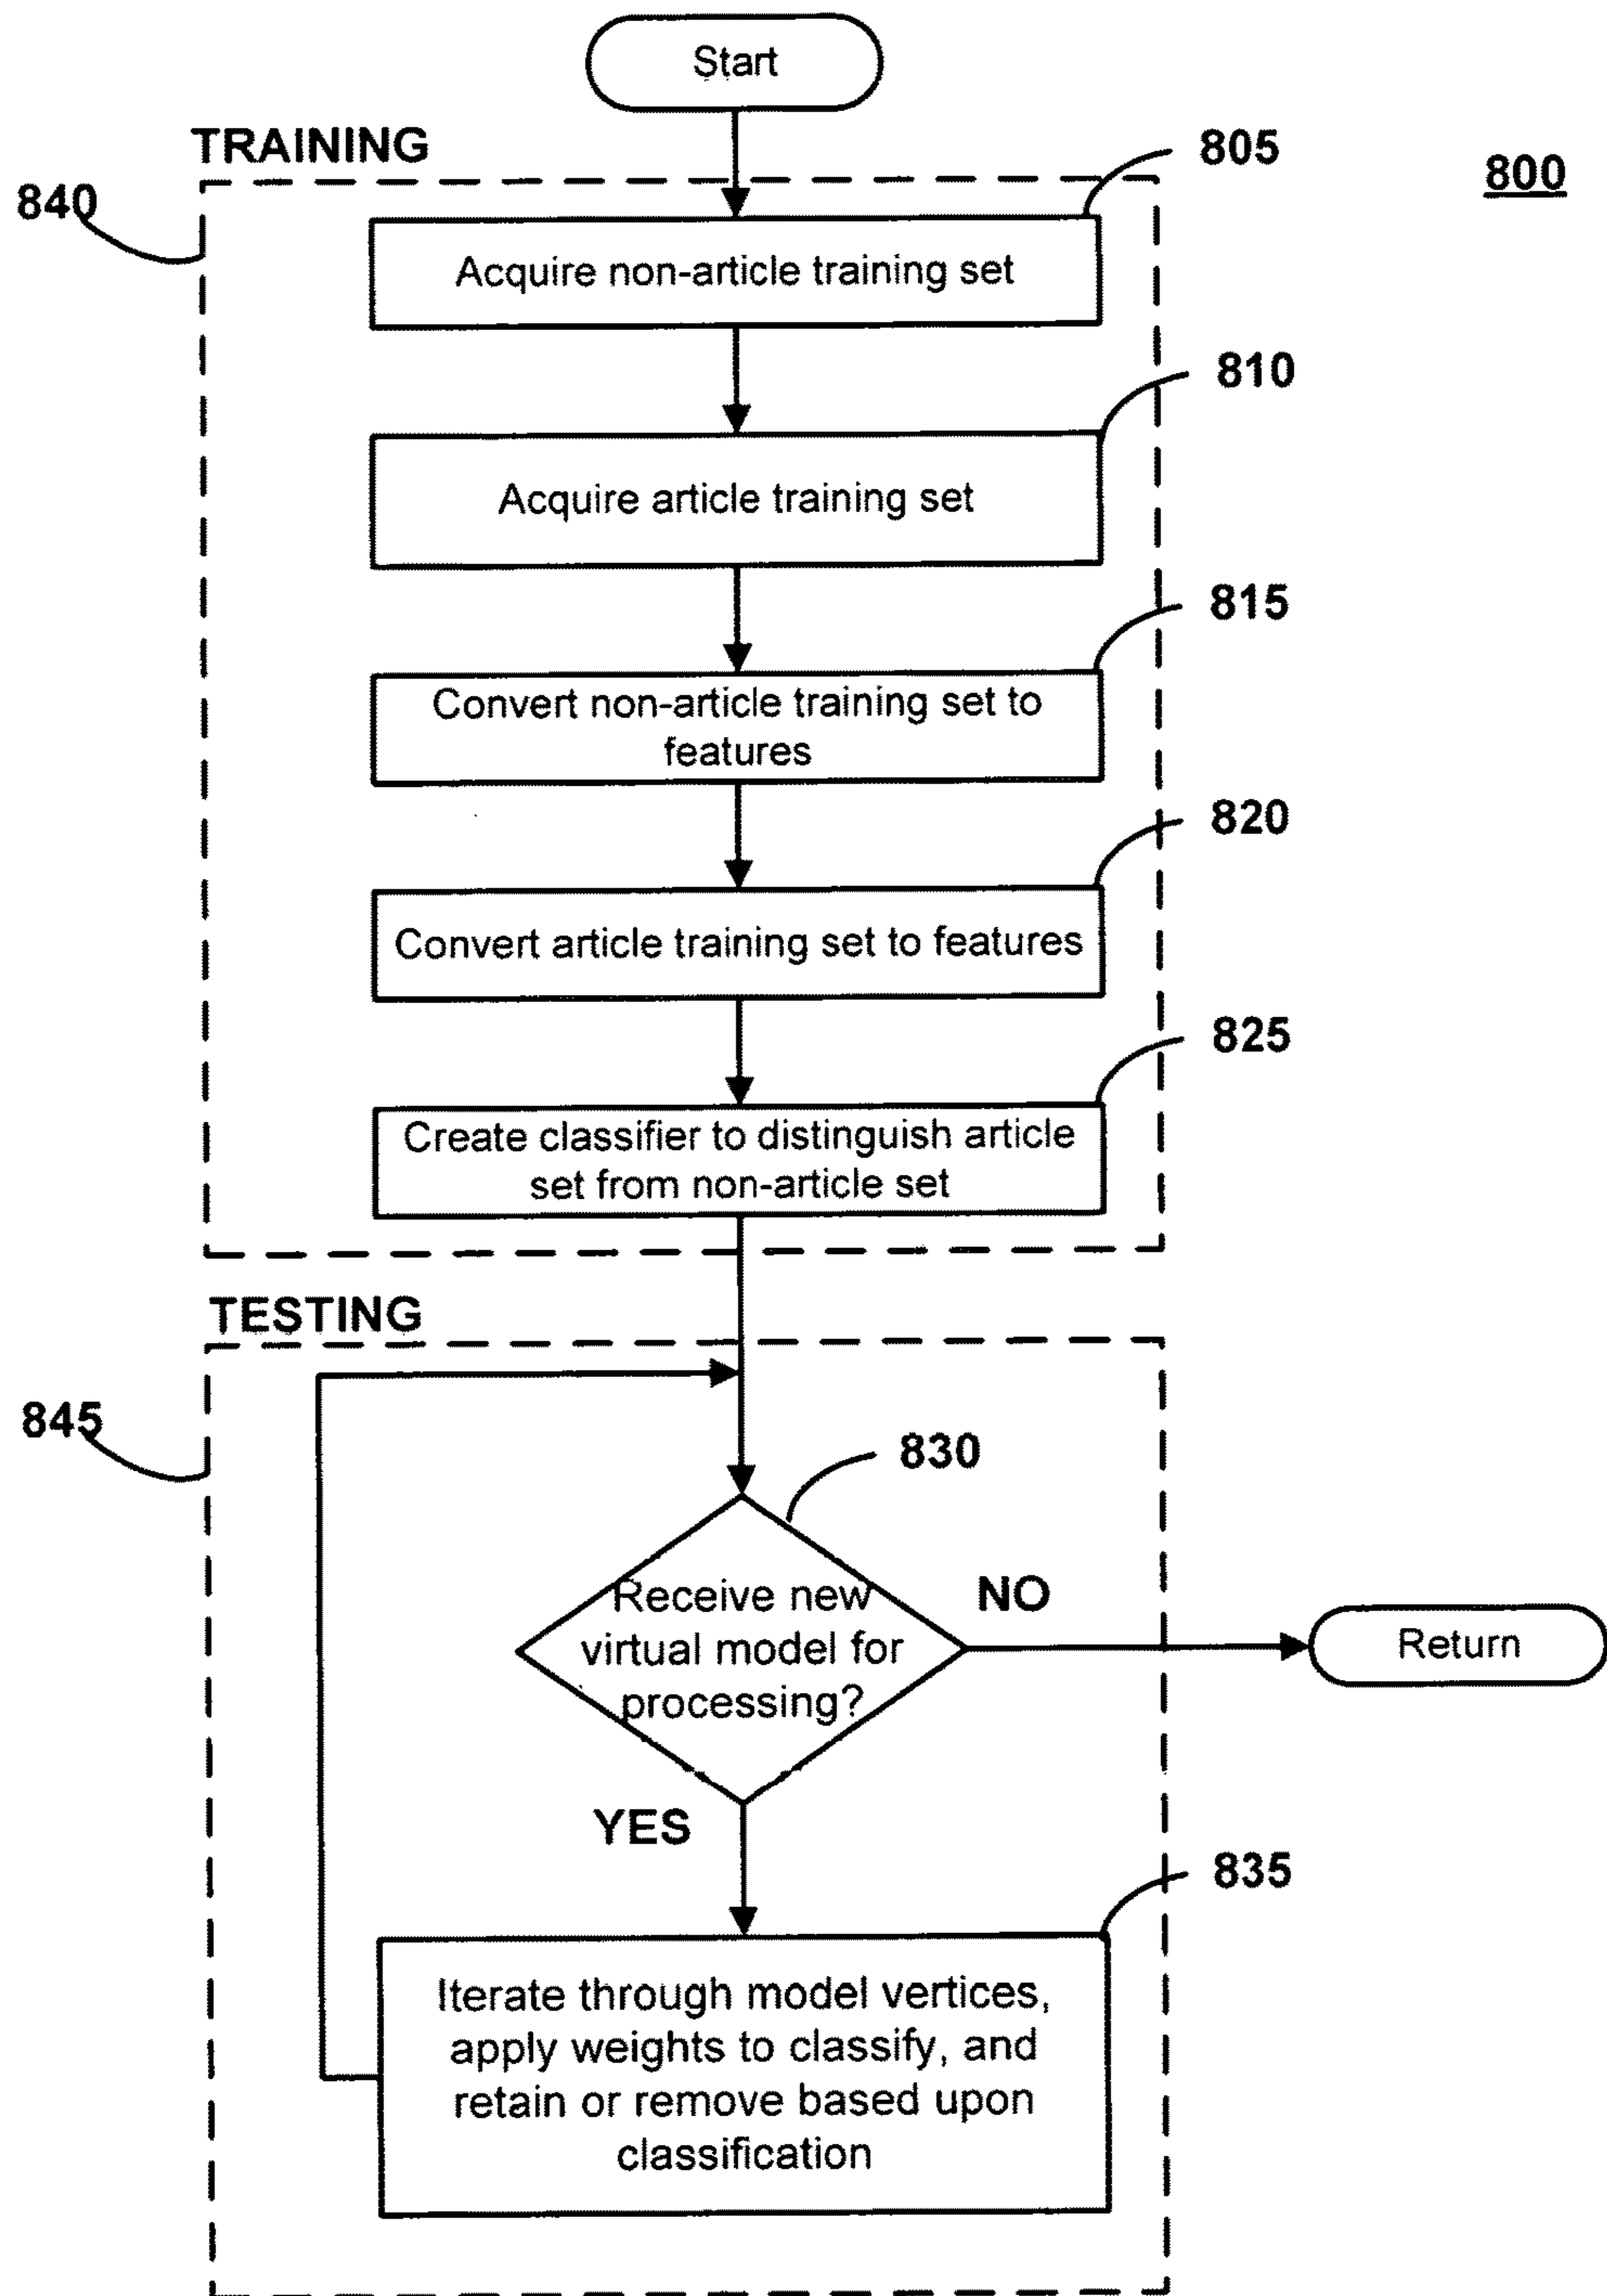 Start
TRAINING
805
800
840
Acquire non-article training set
810
Acquire article training set
815
Convert non-article training set to
features
820
Convert article training set to features
825
Create classifier to distinguish article
set from non-article set
TESTING
845
830
Receive new
virtual model for
processing?
NO
Return
YES
835
Iterate through model vertices,
apply weights to classify, and
retain or remove based upon
classification